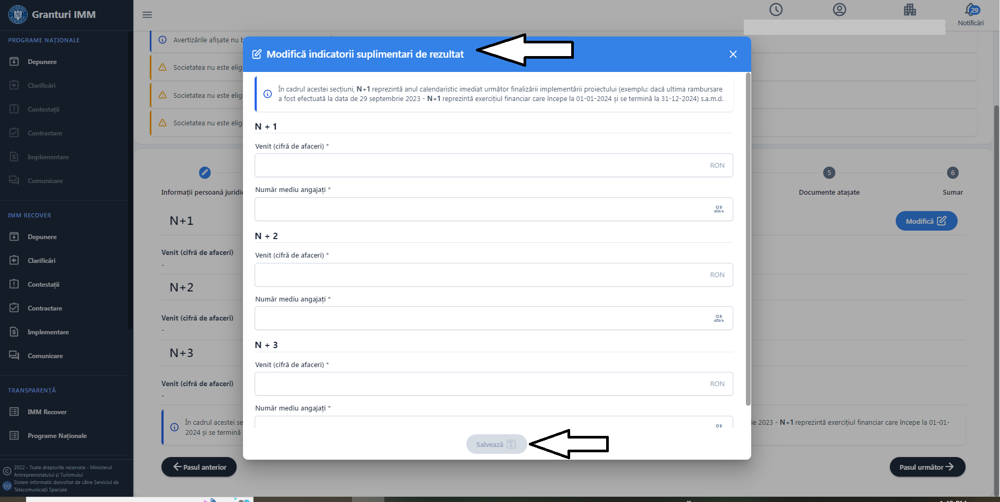 Granturi IMM
29
Notificări
PROGRAME NAȚIONALE
Depunere
Clarificări
Contestații
Contractare
Implementare
Comunicare
IMM RECOVER
Depunere
Clarificări
Contestații
Contractare
Implementare
Comunicare
TRANSPARENȚĂ
IMM Recover
Programe Naționale
2022 - Toate drepturile rezervate - Ministerul
Antreprenoriatului și Turismului
Sistem informatic dezvoltat de către Serviciul de
Telecomunicații Speciale
Avertizările afișate nu b
Societatea nu este elig
Societatea nu este elig
Societatea nu este elig
Informații persoană juridic
5
Documente atașate
6
Sumar
N+1
Modifică
Venit (cifră de afaceri)
-
N+2
Venit (cifră de afaceri)
-
N+3
Venit (cifră de afaceri)
-
În cadrul acestei se
2024 și se termină
ie 2023 - N+1 reprezintă exercițiul financiar care începe la 01-01-
Pasul anterior
Pasul următor
Modifică indicatorii suplimentari de rezultat
În cadrul acestei secțiuni, N+1 reprezintă anul calendaristic imediat următor finalizării implementării proiectului (exemplu: dacă ultima rambursare
a fost efectuată la data de 29 septembrie 2023 - N+1 reprezintă exercițiul financiar care începe la 01-01-2024 și se termină la 31-12-2024) s.a.m.d.
N + 1
Venit (cifră de afaceri) *
RON
Număr mediu angajați *
N + 2
Venit (cifră de afaceri) *
RON
Număr mediu angajați *
N + 3
Venit (cifră de afaceri) *
RON
Număr mediu angajați *
Salvează